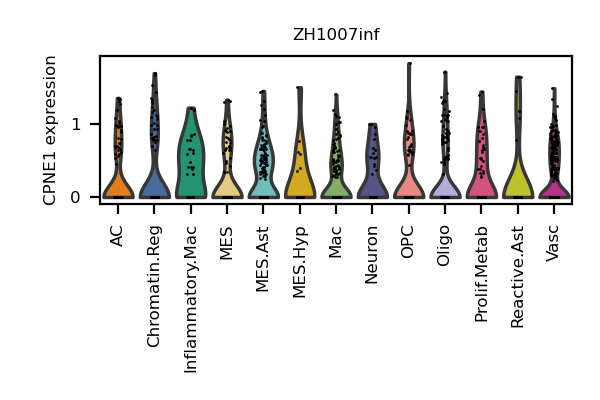 ZH1007inf
CPNE1 expression
1
0
AC
Chromatin.Reg
Inflammatory.Mac
MES
MES.Ast
MES.Hyp
Mac
Neuron
OPC
Oligo
Prolif.Metab
Reactive.Ast
Vasc